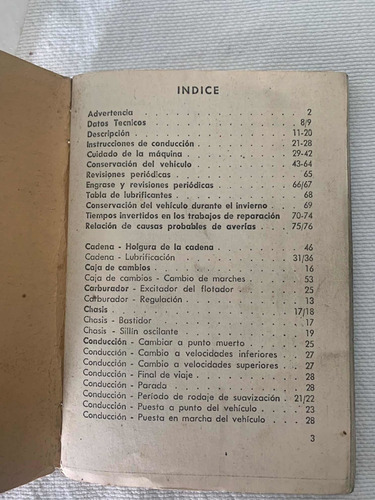 INDICE
Advertencia . . . . . . . . . . 2
Datos Tecnicos . . . . . . . . . . 8/9
Descripción . . . . . . . . . . 11-20
Instrucciones de conducción . . . . . . 21-28
Cuidado de la máquina . . . . . . . 29-42
Conservación del vehículo . . . . . . 43-64
Revisiones periódicas . . . . . . . 65
Engrase y revisiones periódicas . . . . . 66/67
Tabla de lubrificantes . . . . . . . 68
Conservación del vehículo durante el invierno . . 69
Tiempos invertidos en los trabajos de reparación 70-74
Relación de causas probables de averías . . . 75/76
Cadena - Holgura de la cadena . . . . . 46
Cadena - Lubrificación . . . . . . . 31/36
Caja de cambios . . . . . . . . . 16
Caja de cambios - Cambio de marches . . . . 53
Carburador - Excitador del flotador . . . . 25
Carburador - Regulación . . . . . . . 13
Chasis . . . . . . . . . . . 17/18
Chasis - Bastidor . . . . . . . . 17
Chasis - Sillín oscilante . . . . . . . 19
Conducción - Cambiar a punto muerto . . . . 25
Conducción - Cambio a velocidades inferiores . . 27
Conducción - Cambio a velocidades superiores . . 27
Conducción - Final de viaje . . . . . . 28
Conducción - Parada . . . . . . . . 28
Conducción - Período de rodaje de suavización . 21/22
Conducción - Puesta a punto del vehículo . . . 23
Conducción - Puesta en marcha del vehículo . . 28
3